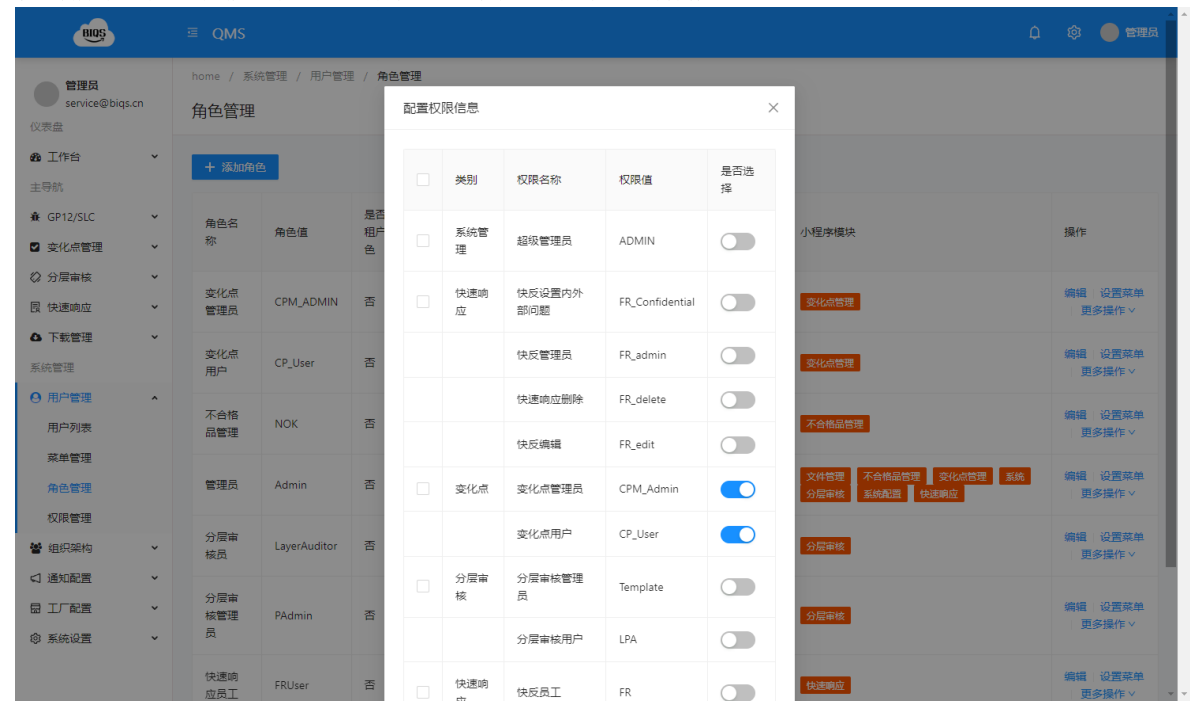 BIQS
QMS
管理员
管理员
service@biqs.cn
仪表盘
工作台
主导航
GP12/SLC
变化点管理
分层审核
快速响应
下载管理
系统管理
用户管理
用户列表
菜单管理
角色管理
权限管理
组织架构
通知配置
工厂配置
系统设置
home / 系统管理 / 用户管理 / 角色管理
角色管理
+ 添加角色
角色名
称
角色值
是否
租户
色
小程序模块
操作
变化点
管理员
CPM_ADMIN
否
变化点管理
编辑 设置菜单
更多操作
变化点
用户
CP_User
否
变化点管理
编辑 设置菜单
更多操作
不合格
品管理
NOK
否
不合格品管理
编辑 设置菜单
更多操作
管理员
Admin
否
文件管理 不合格品管理 变化点管理 系统
分层审核 系统配置 快速响应
编辑 设置菜单
更多操作
分层审
核员
LayerAuditor
否
分层审核
编辑 设置菜单
更多操作
分层审
核管理
员
PAdmin
否
分层审核
编辑 设置菜单
更多操作
快速响
应员工
FRUser
否
快速响应
编辑 设置菜单
更多操作
配置权限信息
类别
权限名称
权限值
是否选
择
系统管
理
超级管理员
ADMIN
快速响
应
快反设置内外
部问题
FR_Confidential
快反管理员
FR_admin
快速响应删除
FR_delete
快反编辑
FR_edit
变化点
变化点管理员
CPM_Admin
变化点用户
CP_User
分层审
核
分层审核管理
员
Template
分层审核用户
LPA
快速响
应
快反员工
FR